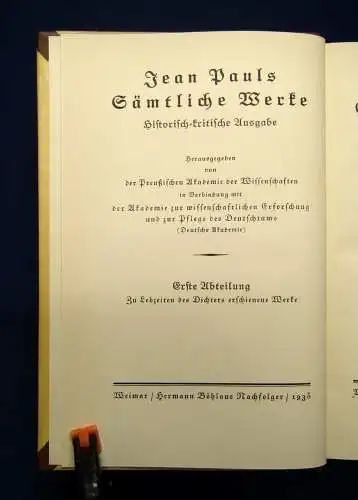 Jean Pauls
Sämtliche Werke
Historisch-kritische Ausgabe
Herausgegeben
von
der Preußischen Akademie der Wissenschaften
in Verbindung mit
der Akademie zur wissenschaftlichen Erforschung
und zur Pflege des Deutschtums
(Deutsche Akademie)
Erste Abteilung
Zu Lebzeiten des Dichters erschienene Werke
Weimar / Hermann Böhlaus Nachfolger / 1935